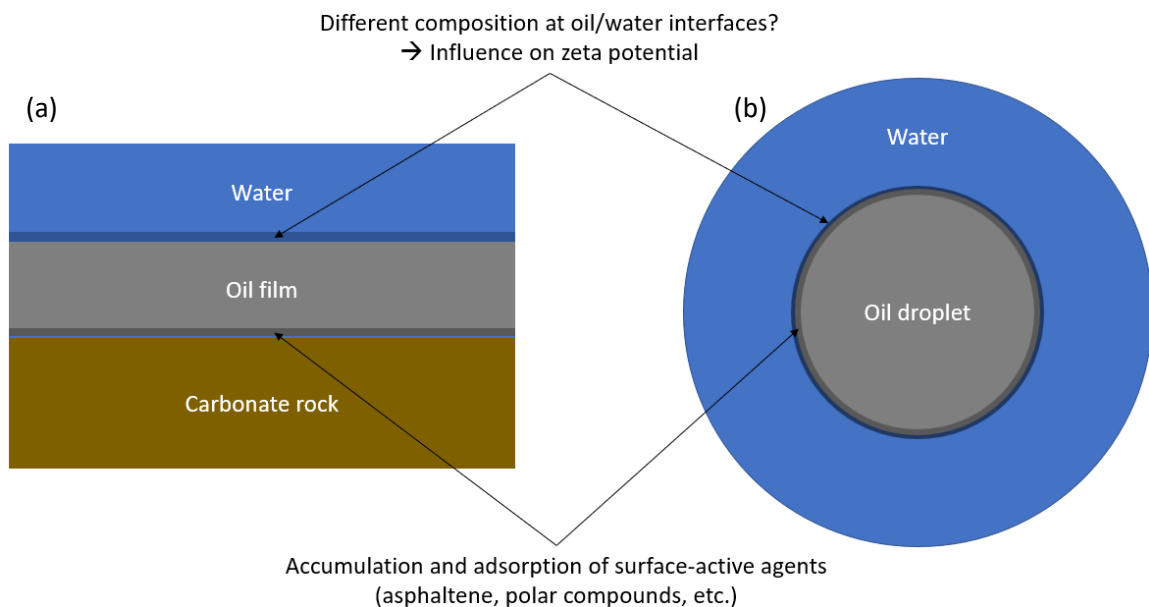 Different composition at oil/water interfaces?
→ Influence on zeta potential
(a)
(b)
Water
Water
Oil film
Oil droplet
Carbonate rock
Accumulation and adsorption of surface-active agents
(asphaltene, polar compounds, etc.)